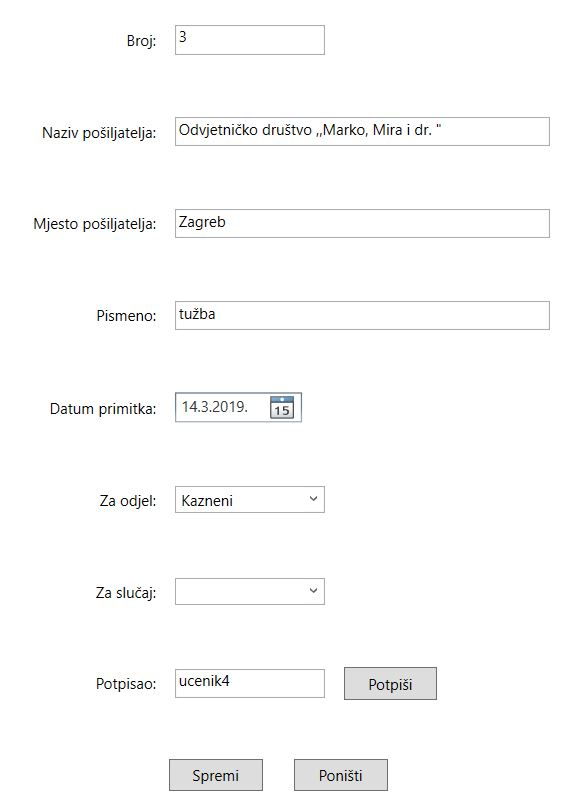 Broj: 3
Naziv pošiljatelja: Odvjetničko društvo ,,Marko, Mira i dr. "
Mjesto pošiljatelja: Zagreb
Pismeno: tužba
Datum primitka: 14.3.2019. 15
Za odjel: Kazneni
Za slučaj:
Potpisao: ucenik4 Potpiši
Spremi Poništi